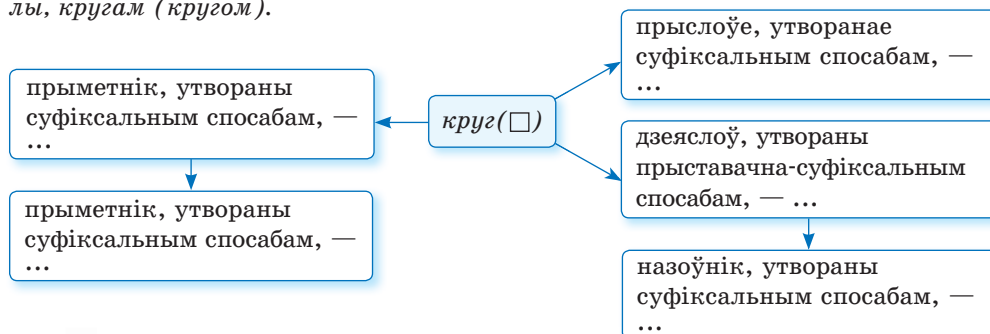 лы, кругам (кругом).
прыслоўе, утворанае
суфіксальным спосабам, —
...
прыметнік, утвораны
суфіксальным спосабам, —
...
круг(□)
дзеяслоў, утвораны
прыставачна-суфіксальным
спосабам, — ...
прыметнік, утвораны
суфіксальным спосабам, —
...
назоўнік, утвораны
суфіксальным спосабам, —
...